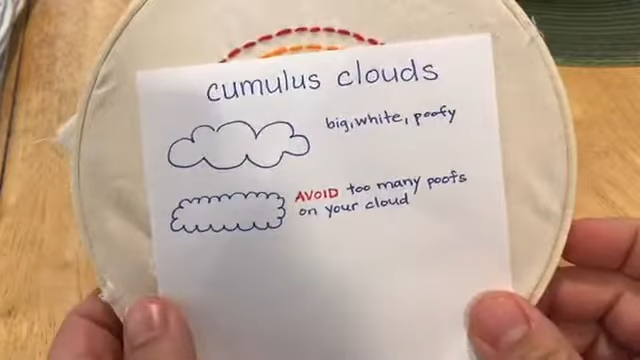 cumulus clouds
big, white, poofy
AVOID too many poofs
on your cloud